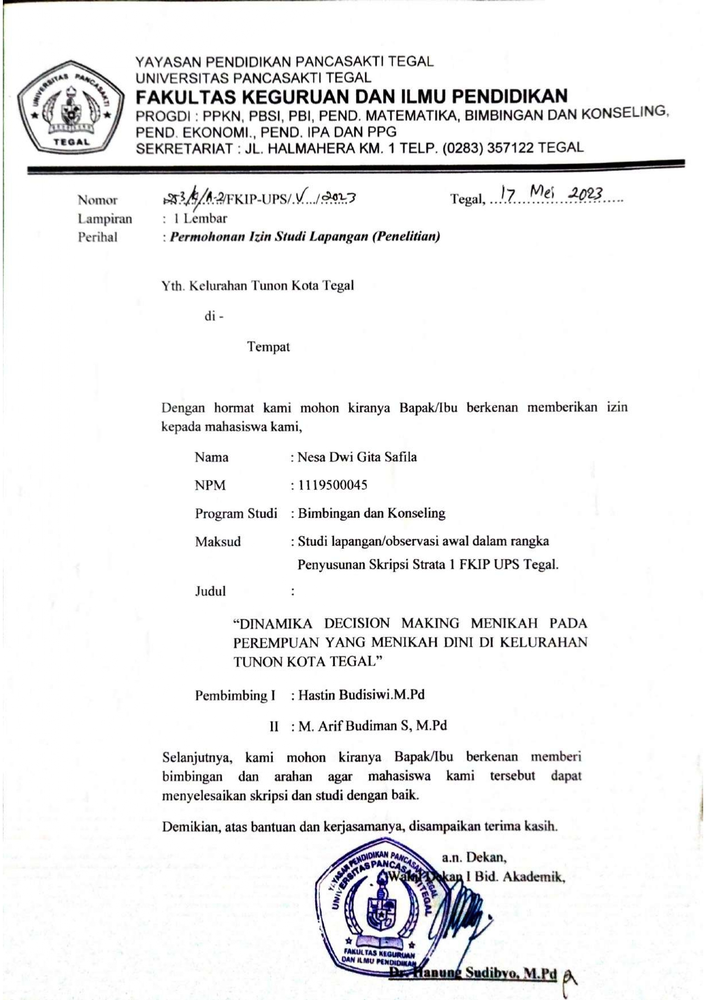 UNIVERSITAS PANCASAKTI
TEGAL
YAYASAN PENDIDIKAN PANCASAKTI TEGAL
UNIVERSITAS PANCASAKTI TEGAL
FAKULTAS KEGURUAN DAN ILMU PENDIDIKAN
PROGDI : PPKN, PBSI, PBI, PEND. MATEMATIKA, BIMBINGAN DAN KONSELING,
PEND. EKONOMI., PEND. IPA DAN PPG
SEKRETARIAT : JL. HALMAHERA KM. 1 TELP. (0283) 357122 TEGAL
Nomor /FKIP-UPS/.V.../2023 Tegal, 17 Mei 2023
Lampiran : 1 Lembar
Perihal : Permohonan Izin Studi Lapangan (Penelitian)
Yth. Kelurahan Tunon Kota Tegal
di -
Tempat
Dengan hormat kami mohon kiranya Bapak/Ibu berkenan memberikan izin
kepada mahasiswa kami,
Nama : Nesa Dwi Gita Safila
NPM : 1119500045
Program Studi : Bimbingan dan Konseling
Maksud : Studi lapangan/observasi awal dalam rangka
Penyusunan Skripsi Strata 1 FKIP UPS Tegal.
Judul :
“DINAMIKA DECISION MAKING MENIKAH PADA
PEREMPUAN YANG MENIKAH DINI DI KELURAHAN
TUNON KOTA TEGAL”
Pembimbing I : Hastin Budisiwi.M.Pd
II : M. Arif Budiman S, M.Pd
Selanjutnya, kami mohon kiranya Bapak/Ibu berkenan memberi
bimbingan dan arahan agar mahasiswa kami tersebut dapat
menyelesaikan skripsi dan studi dengan baik.
Demikian, atas bantuan dan kerjasamanya, disampaikan terima kasih.
a.n. Dekan,
Wakil Dekan I Bid. Akademik,
YAYASAN PENDIDIKAN PANCASAKTI TEGAL
UNIVERSITAS PANCASAKTI TEGAL
FAKULTAS KEGURUAN
DAN ILMU PENDIDIKAN
Dr. Hanung Sudibyo, M.Pd